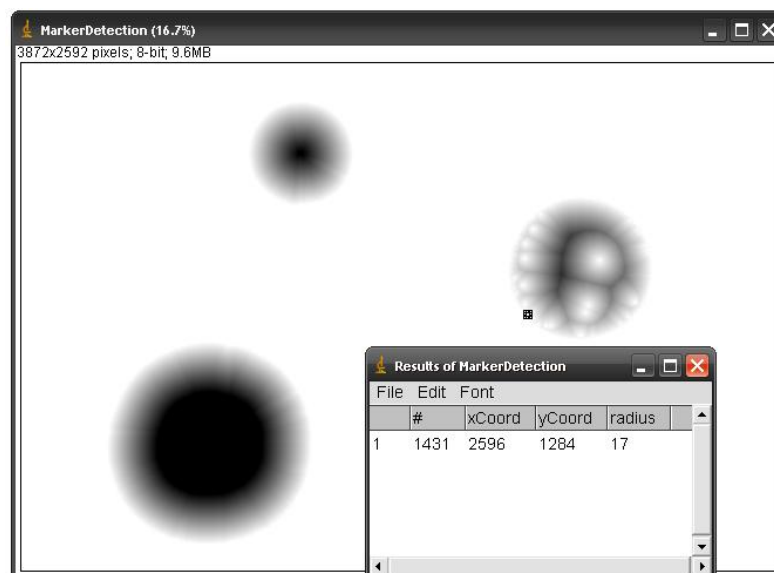 MarkerDetection (16.7%)
3872x2592 pixels; 8-bit; 9.6MB
Results of MarkerDetection
File Edit Font
# xCoord yCoord radius
1 1431 2596 1284 17